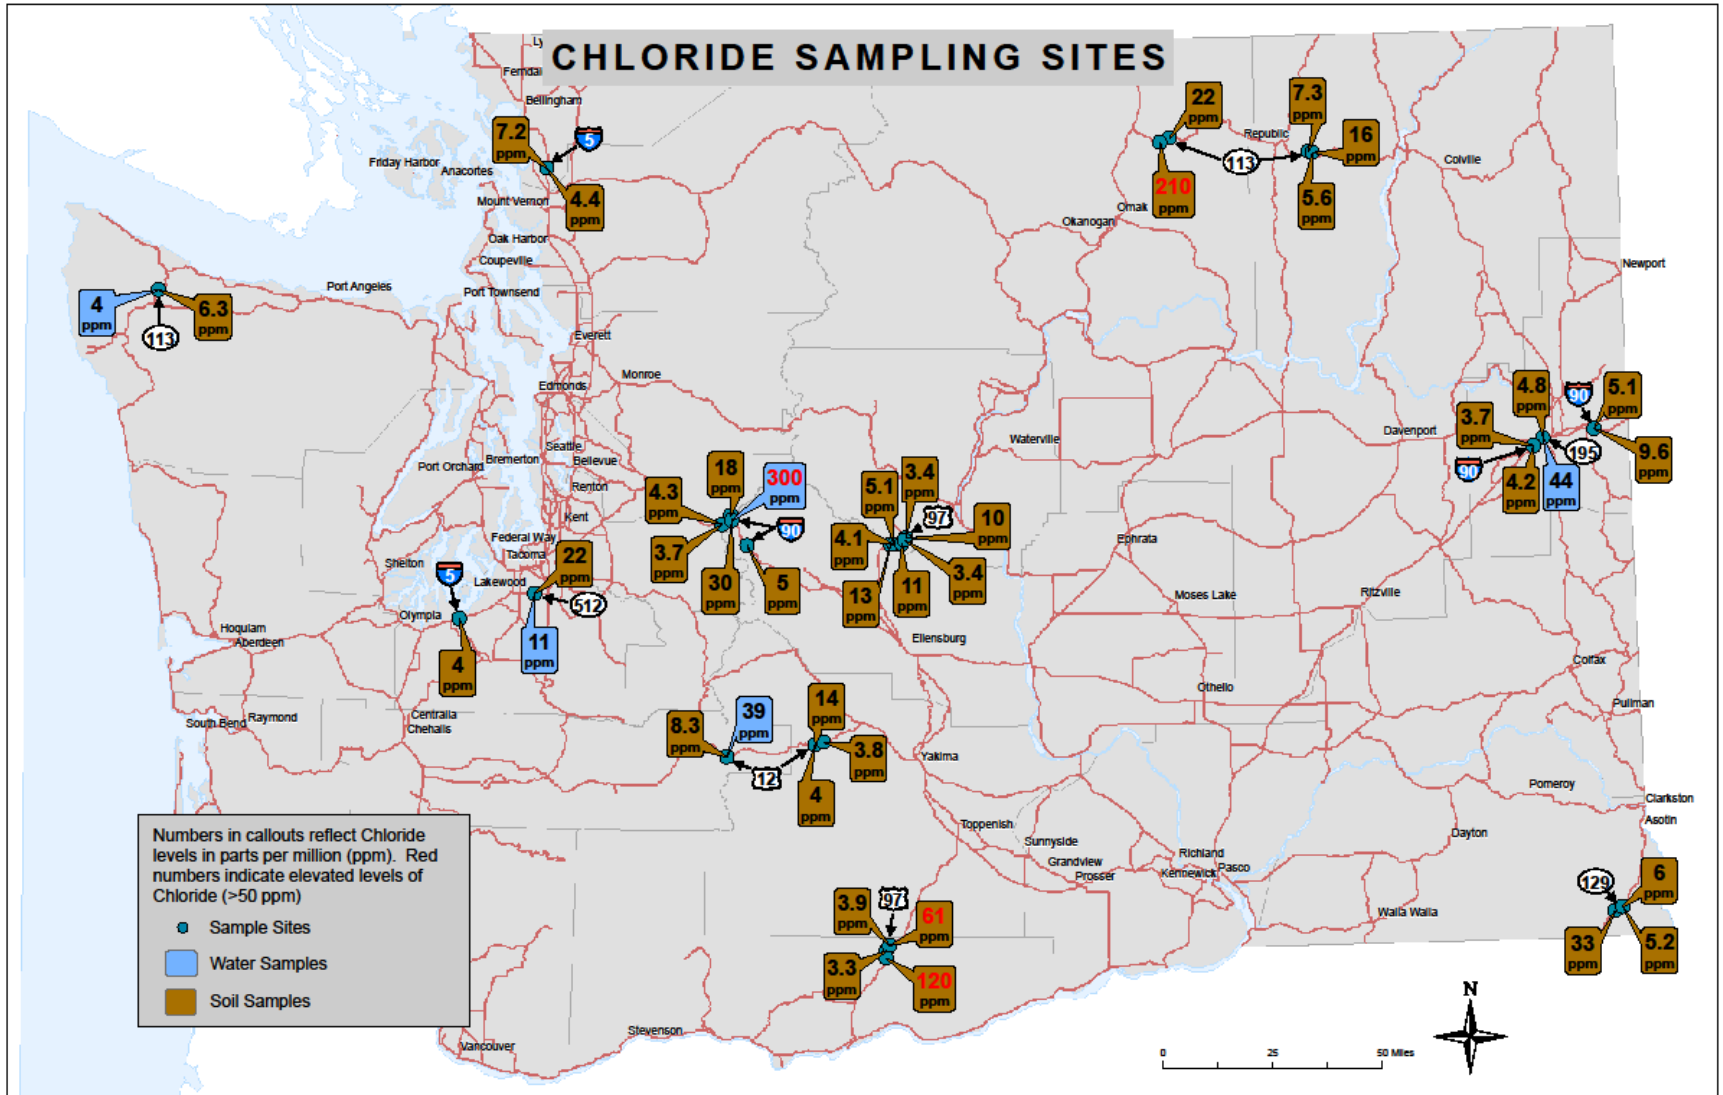 CHLORIDE SAMPLING SITES
Ly
Ferndal
Bellingham
7.2
ppm
5
Friday Harbor
Anacortes
4.4
ppm
Mount Vernon
Oak Harbor
Coupeville
Port Townsend
Port Angeles
4
ppm
6.3
ppm
113
22
ppm
7.3
ppm
Republic
16
ppm
113
Colville
210
ppm
5.6
ppm
Omak
Okanogan
Newport
Everett
Monroe
Edmonds
Seattle
Bellevue
Bremerton
Port Orchard
Renton
Kent
Federal Way
Tacoma
Shelton
Lakewood
5
22
ppm
512
Olympia
11
ppm
4
ppm
Hoquiam
Aberdeen
South Bend
Raymond
Centralia
Chehalis
18
ppm
300
ppm
4.3
ppm
90
3.7
ppm
30
ppm
5
ppm
5.1
ppm
3.4
ppm
97
10
ppm
4.1
ppm
13
ppm
11
ppm
3.4
ppm
Ellensburg
Waterville
Ephrata
Moses Lake
Ritzville
Othello
Davenport
4.8
ppm
90
5.1
ppm
3.7
ppm
195
90
4.2
ppm
44
ppm
9.6
ppm
Colfax
Pullman
8.3
ppm
39
ppm
14
ppm
3.8
ppm
12
4
ppm
Yakima
Toppenish
Sunnyside
Grandview
Prosser
Richland
Kennewick
Pasco
Pomeroy
Clarkston
Asotin
Dayton
Walla Walla
129
6
ppm
33
ppm
5.2
ppm
3.9
ppm
97
61
ppm
3.3
ppm
120
ppm
Stevenson
Vancouver
Numbers in callouts reflect Chloride
levels in parts per million (ppm). Red
numbers indicate elevated levels of
Chloride (>50 ppm)
Sample Sites
Water Samples
Soil Samples
N
0 25 50 Miles